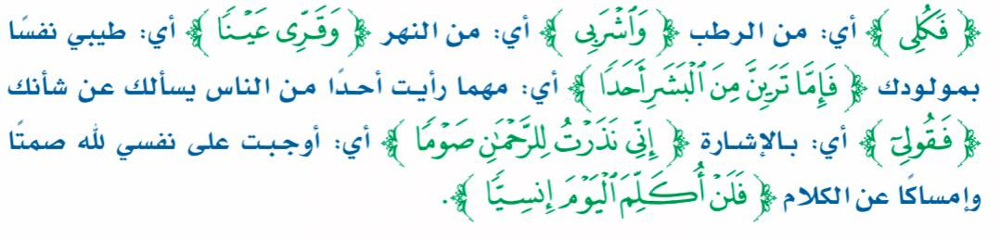 ﴿ فَكُلِى ﴾ أي: من الرطب ﴿ وَٱشْرَبِى ﴾ أي: من النهر ﴿ وَقَرِّى عَيْنًا ﴾ أي: طيبي نفسًا
بمولودك ﴿ فَإِمَّا تَرَيِنَّ مِنَ ٱلْبَشَرِ أَحَدًا ﴾ أي: مهما رأيت أحدًا من الناس يسألك عن شأنك
﴿ فَقُولِىٓ ﴾ أي: بالإشارة ﴿ إِنِّى نَذَرْتُ لِلرَّحْمَٰنِ صَوْمًا ﴾ أي: أوجبت على نفسي لله صمتًا
وإمساكًا عن الكلام ﴿ فَلَنْ أُكَلِّمَ ٱلْيَوْمَ إِنسِيًّا ﴾.